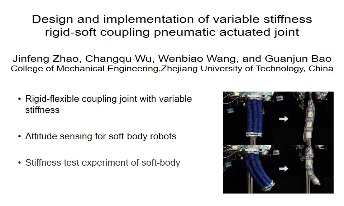 Design and implementation of variable stiffness
rigid-soft coupling pneumatic actuated joint
Jinfeng Zhao, Changqu Wu, Wenbiao Wang, and Guanjun Bao
College of Mechanical Engineering,Zhejiang University of Technology, China
• Rigid-flexible coupling joint with variable
stiffness
• Attitude sensing for soft body robots
• Stiffness test experiment of soft-body